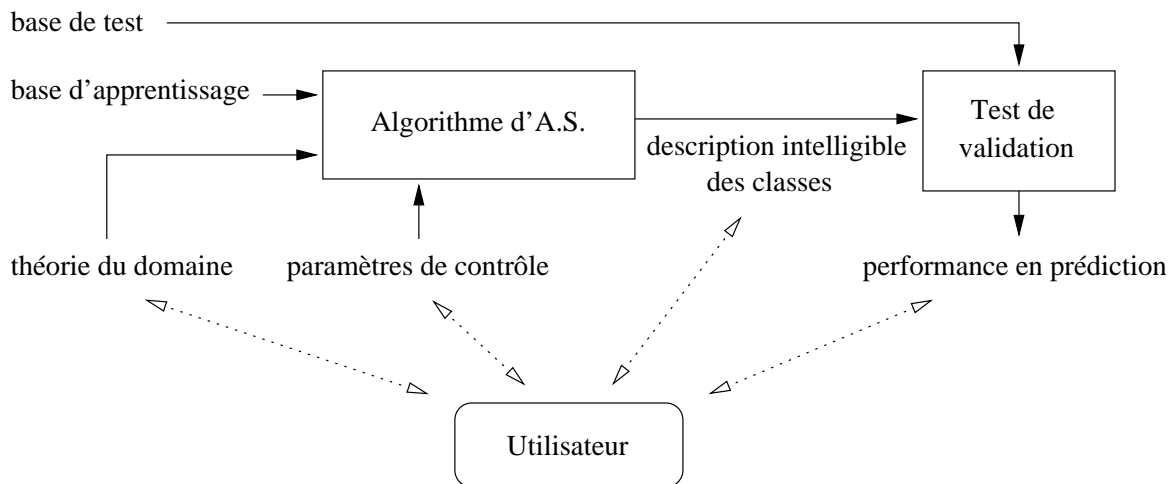 base de test
base d'apprentissage
Algorithme d'A.S.
Test de
validation
description intelligible
des classes
théorie du domaine
paramètres de contrôle
performance en prédiction
Utilisateur